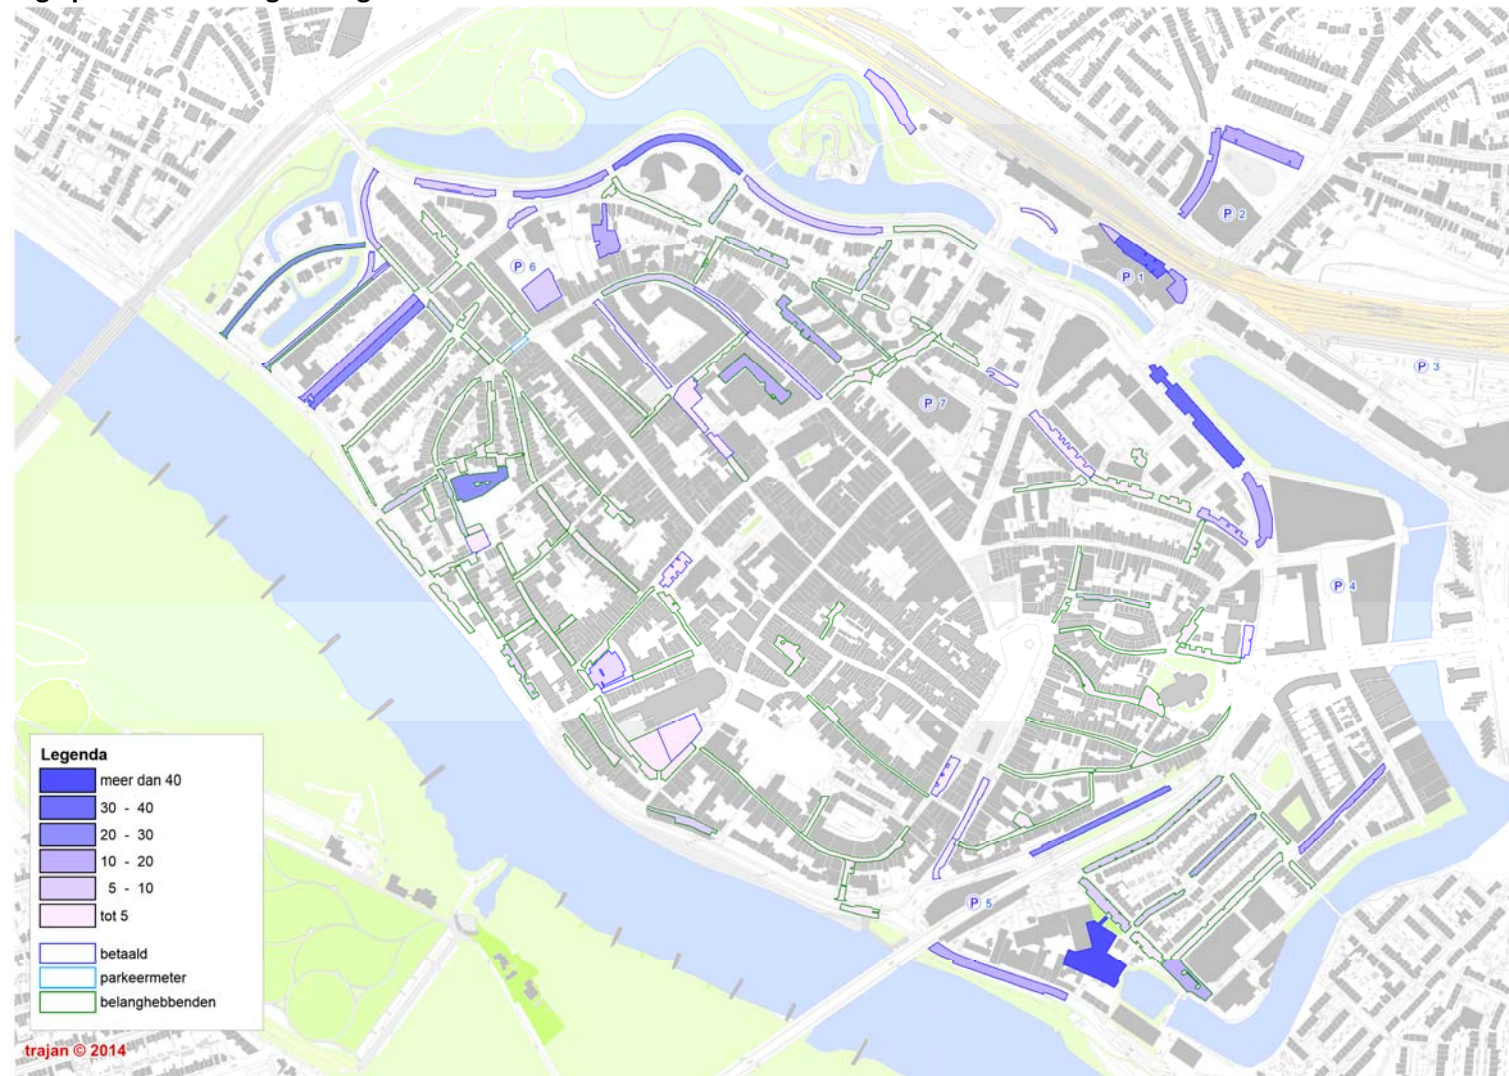 P 6
P 2
P 1
P 3
P 7
P 4
P 5
Legenda
meer dan 40
30 - 40
20 - 30
10 - 20
5 - 10
tot 5
betaald
parkeermeter
belanghebbenden
trajan © 2014